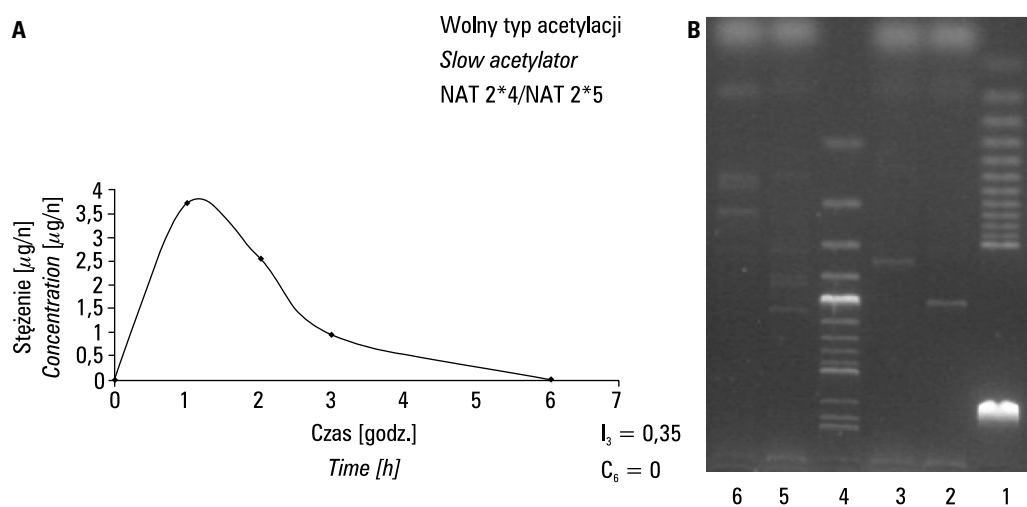 A
Wolny typ acetylacji
Slow acetylator
NAT 2*4/NAT 2*5
B
Stężenie [µg/n]
Concentration [µg/n]
4
3,5
3
2,5
2
1,5
1
0,5
0
0 1 2 3 4 5 6 7
Czas [godz.]
Time [h]
I3 = 0,35
C6 = 0
6 5 4 3 2 1